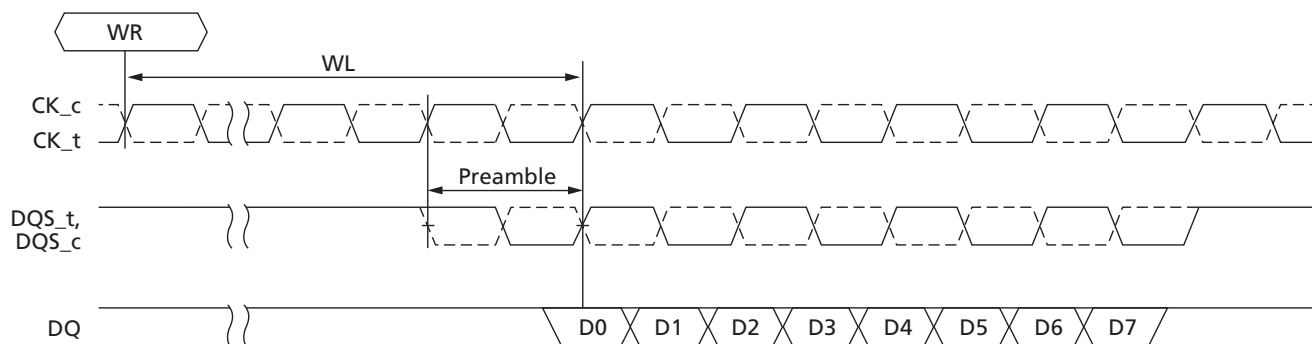 WR
WL
CK_c
CK_t
Preamble
DQS_t,
DQS_c
DQ D0 D1 D2 D3 D4 D5 D6 D7